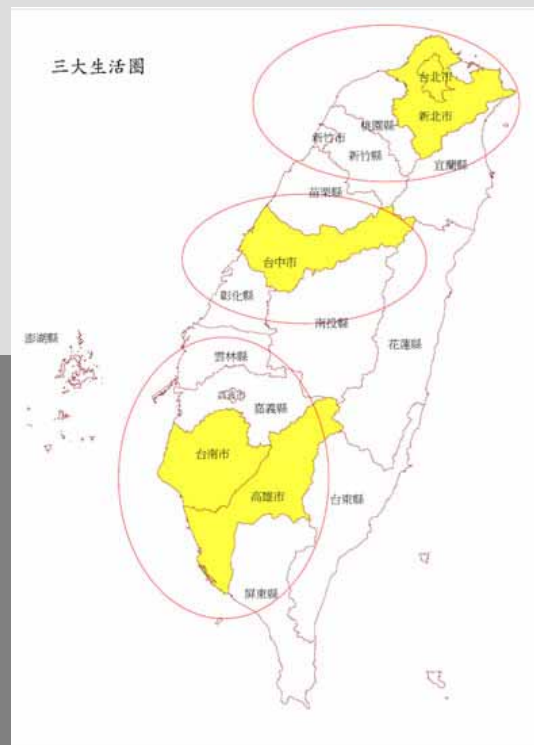 三大生活圈
台北市
新北市
桃園縣
新竹市
新竹縣
宜蘭縣
苗栗縣
台中市
彰化縣
南投縣
花蓮縣
澎湖縣
雲林縣
嘉義市
嘉義縣
台南市
高雄市
台東縣
屏東縣